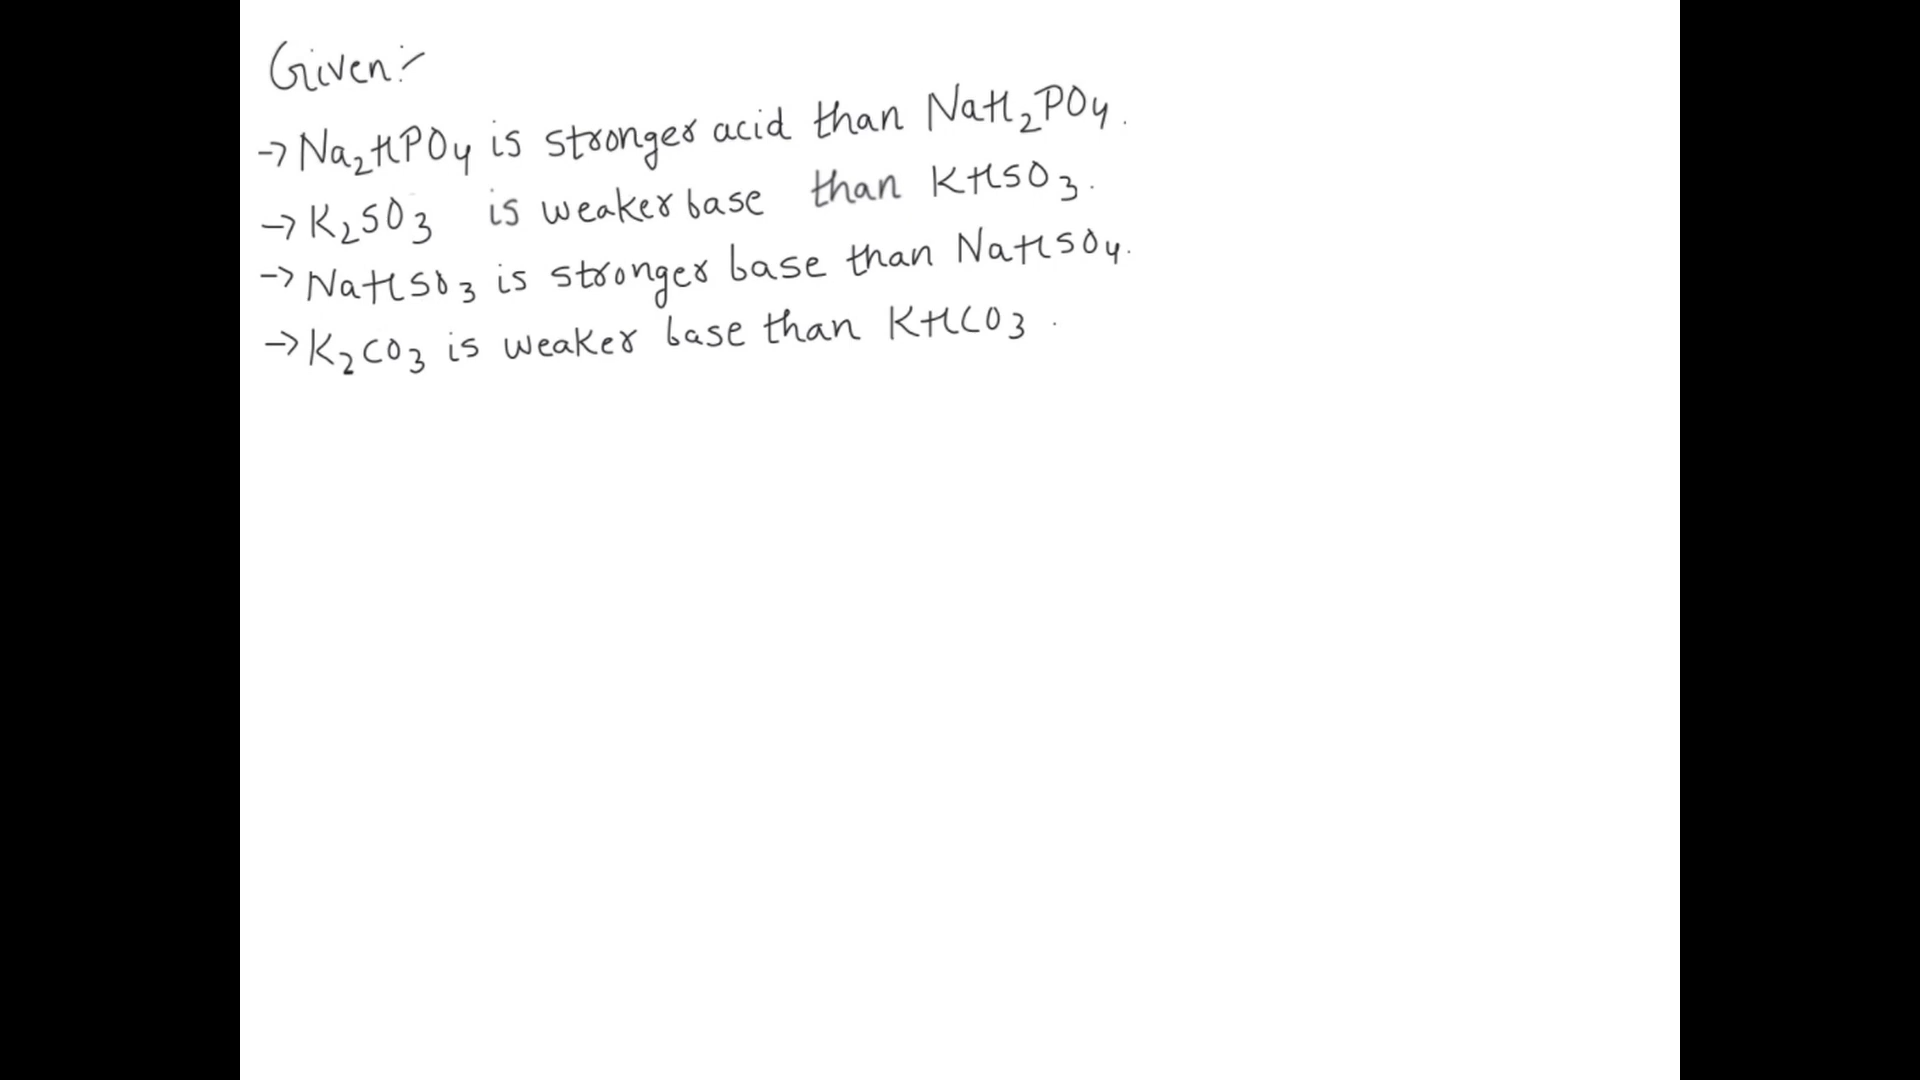 Given:-
→ Na₂HPO₄ is stronger acid than NaH₂PO₄.
→ K₂SO₃ is weaker base than KHSO₃.
→ NaHSO₃ is stronger base than NaHSO₄.
→ K₂CO₃ is weaker base than KHCO₃.